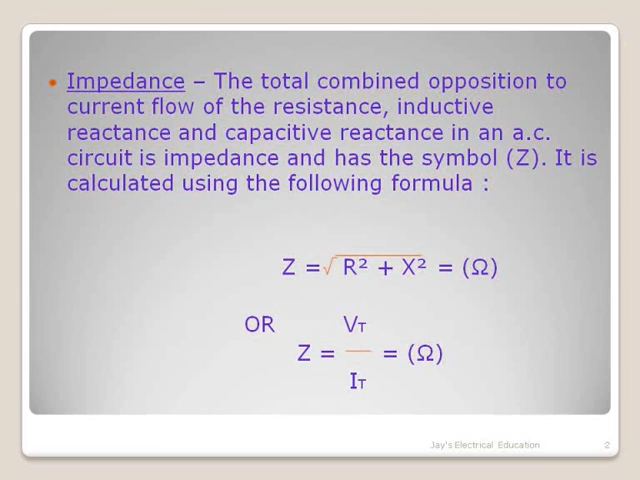 Impedance – The total combined opposition to
current flow of the resistance, inductive
reactance and capacitive reactance in an a.c.
circuit is impedance and has the symbol (Z). It is
calculated using the following formula :
Z = √ R² + X² = (Ω)
OR VT
Z = = (Ω)
IT
Jay's Electrical Education 2